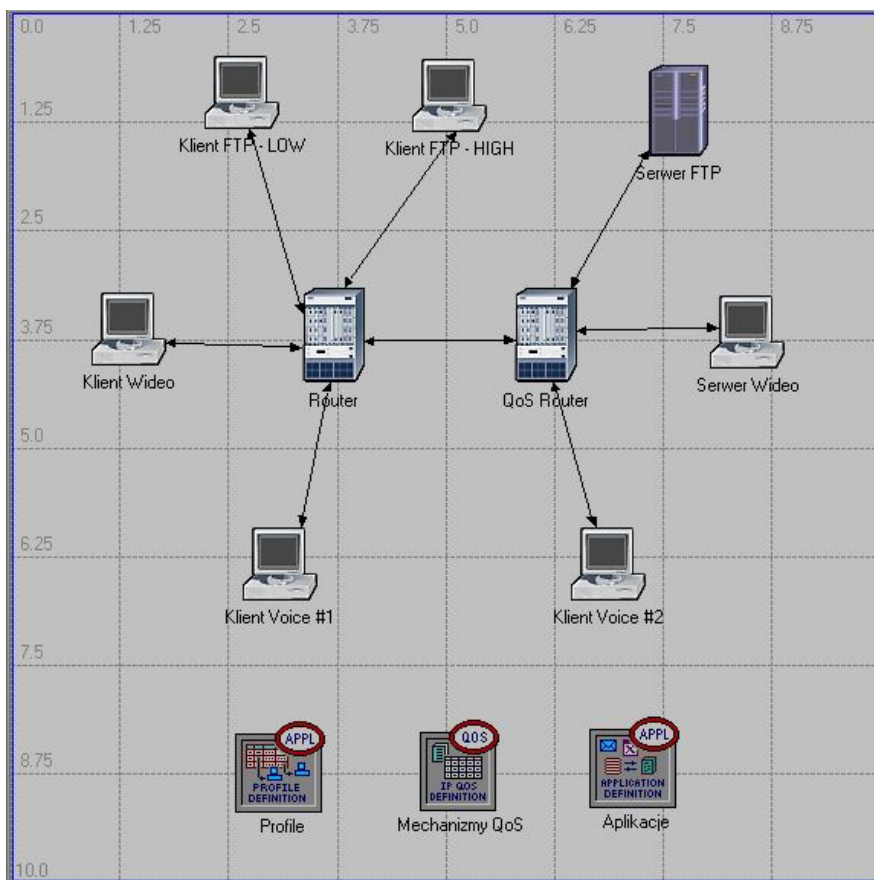 0.0 1.25 2.5 3.75 5.0 6.25 7.5 8.75
1.25
Klient FTP - LOW
Klient FTP - HIGH
Serwer FTP
2.5
3.75
Klient Wideo
Router
QoS Router
Serwer Wideo
5.0
6.25
Klient Voice #1
Klient Voice #2
7.5
APPL
QOS
APPL
8.75
PROFILE
DEFINITION
IP QOS
DEFINITION
APPLICATION
DEFINITION
Profile
Mechanizmy QoS
Aplikacje
10.0